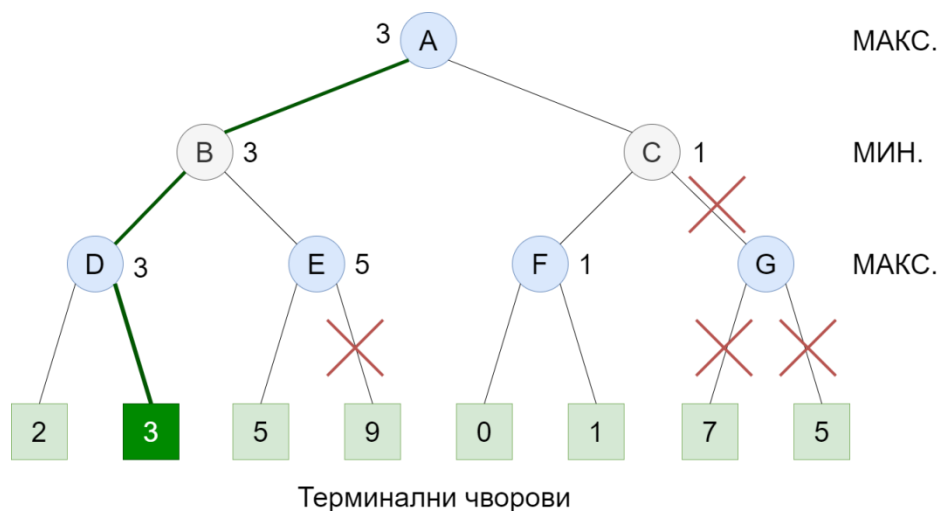 3 A МАКС.
B 3 C 1 МИН.
D 3 E 5 F 1 G МАКС.
2 3 5 9 0 1 7 5
Терминални чворови